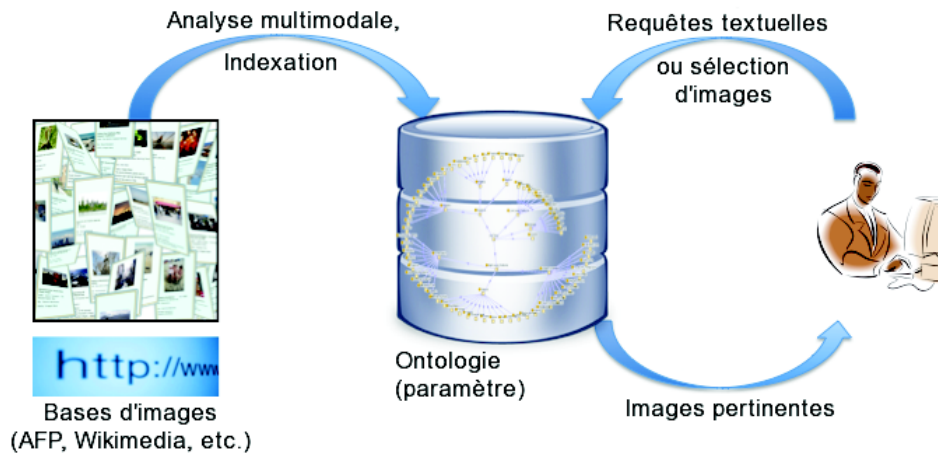 Analyse multimodale,
Indexation
Requêtes textuelles
ou sélection
d'images
http://www
Bases d'images
(AFP, Wikimedia, etc.)
Ontologie
(paramètre)
Images pertinentes